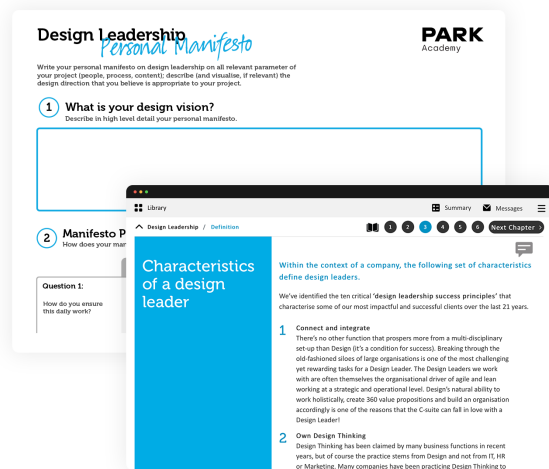 Design Leadership
Personal Manifesto
PARK
Academy
Write your personal manifesto on design leadership on all relevant parameter of
your project (people, process, content); describe (and visualise, if relevant) the
design direction that you believe is appropriate to your project.
1 What is your design vision?
Describe in high level detail your personal manifesto.
2 Manifesto P
How does your mar
Question 1:
How do you ensure
this daily work?
Library
Summary
Messages
Design Leadership / Definition
1 2 3 4 5 6 Next Chapter >
Characteristics
of a design
leader
Within the context of a company, the following set of characteristics
define design leaders.
We've identified the ten critical 'design leadership success principles' that
characterise some of our most impactful and successful clients over the last 21 years.
1 Connect and integrate
There's no other function that prospers more from a multi-disciplinary
set-up than Design (it's a condition for success). Breaking through the
old-fashioned siloes of large organisations is one of the most challenging
yet rewarding tasks for a Design Leader. The Design Leaders we work
with are often themselves the organisational driver of agile and lean
working at a strategic and operational level. Design's natural ability to
work holistically, create 360 value propositions and build an organisation
accordingly is one of the reasons that the C-suite can fall in love with a
Design Leader!
2 Own Design Thinking
Design Thinking has been claimed by many business functions in recent
years, but of course the practice stems from Design and not from IT, HR
or Marketing. Many companies have been practicing Design Thinking to